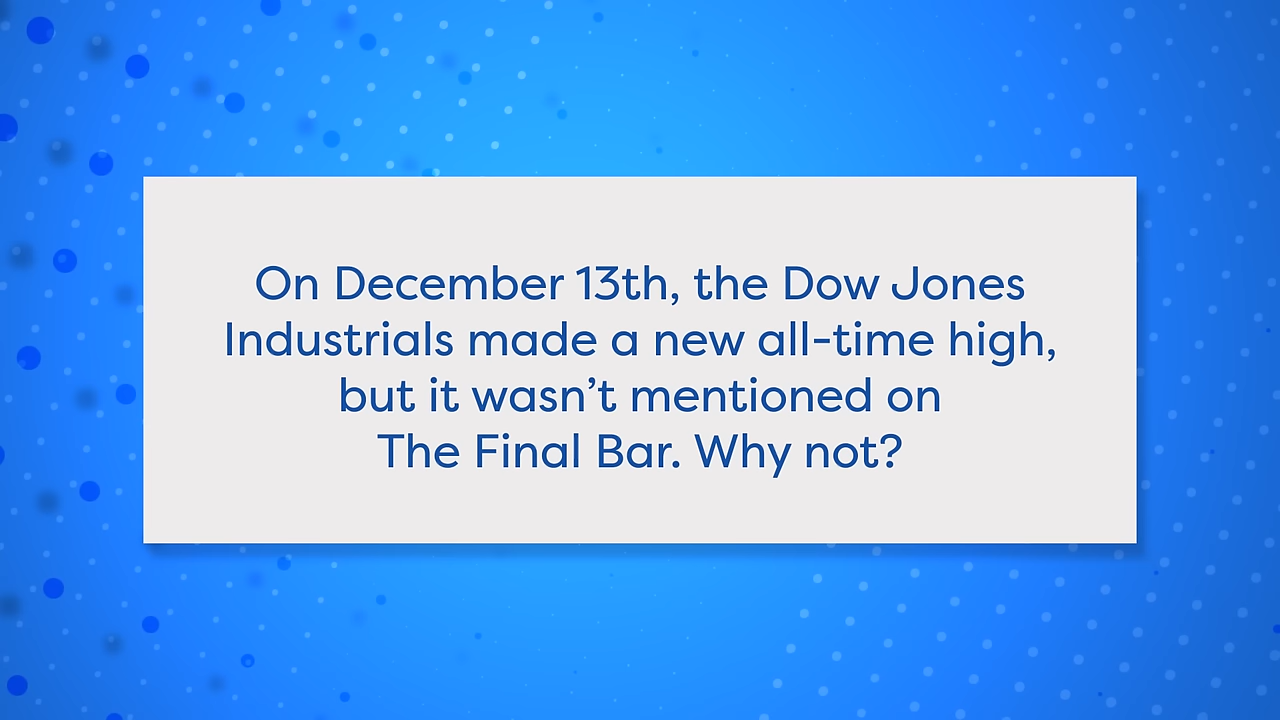 On December 13th, the Dow Jones
Industrials made a new all-time high,
but it wasn’t mentioned on
The Final Bar. Why not?